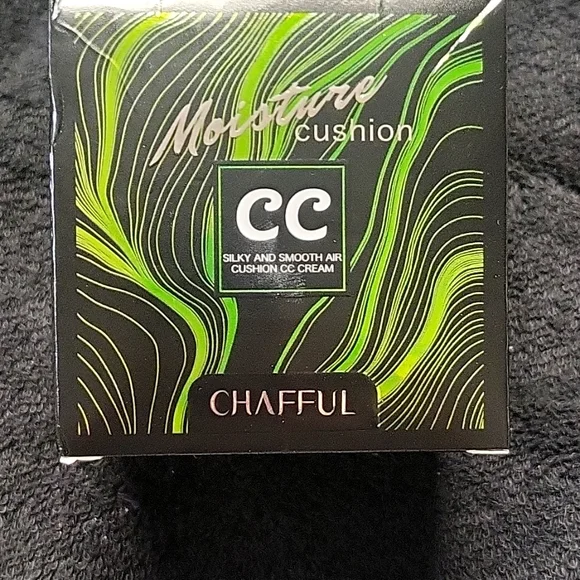 Moisture
cushion
CC
SILKY AND SMOOTH AIR
CUSHION CC CREAM
CHAFFUL